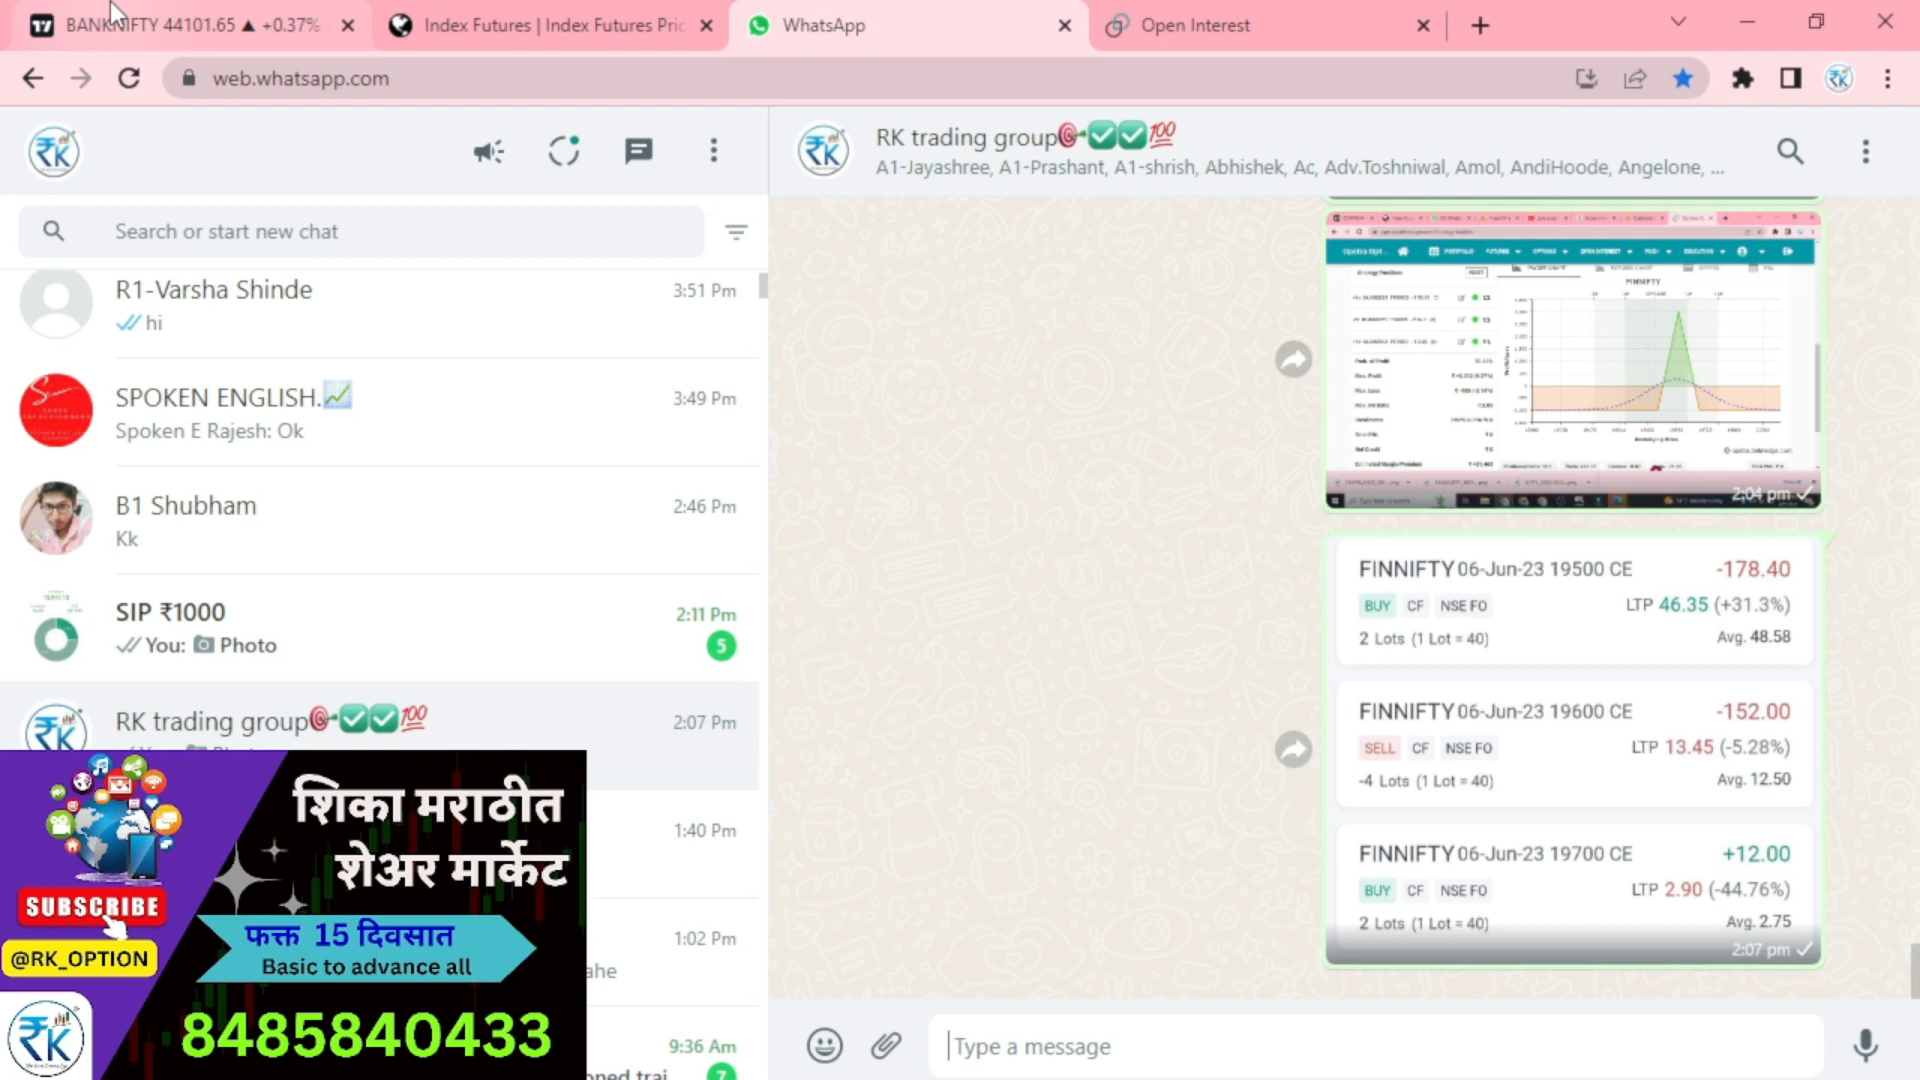 BANKNIFTY 44101.65 ▲ +0.37%
Index Futures | Index Futures Pric
WhatsApp
Open Interest
web.whatsapp.com
RK trading group🎯✅✅💯
A1-Jayashree, A1-Prashant, A1-shrish, Abhishek, Ac, Adv.Toshniwal, Amol, AndiHoode, Angelone, ...
Search or start new chat
R1-Varsha Shinde
3:51 Pm
hi
SPOKEN ENGLISH.📈
3:49 Pm
Spoken E Rajesh: Ok
B1 Shubham
2:46 Pm
Kk
SIP ₹1000
2:11 Pm
You: Photo
5
RK trading group🎯✅✅💯
2:07 Pm
1:40 Pm
1:02 Pm
ahe
9:36 Am
7
शिका मराठीत
शेअर मार्केट
SUBSCRIBE
@RK_OPTION
फक्त 15 दिवसात
Basic to advance all
₹K
8485840433
FINNIFTY
2:04 pm
FINNIFTY 06-Jun-23 19500 CE
-178.40
BUY CF NSE FO
LTP 46.35 (+31.3%)
2 Lots (1 Lot = 40)
Avg. 48.58
FINNIFTY 06-Jun-23 19600 CE
-152.00
SELL CF NSE FO
LTP 13.45 (-5.28%)
-4 Lots (1 Lot = 40)
Avg. 12.50
FINNIFTY 06-Jun-23 19700 CE
+12.00
BUY CF NSE FO
LTP 2.90 (-44.76%)
2 Lots (1 Lot = 40)
Avg. 2.75
2:07 pm
Type a message